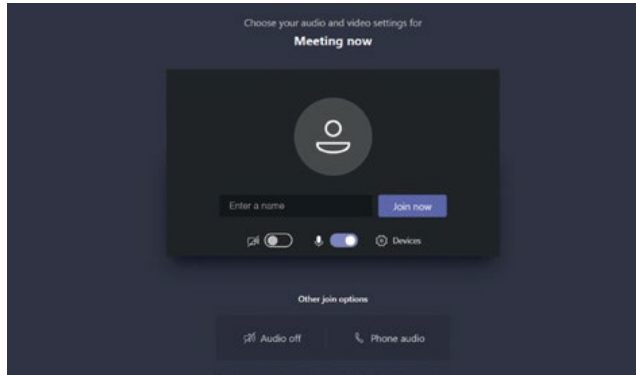 Choose your audio and video settings for
Meeting now
Enter a name
Join now
Devices
Other join options
Audio off
Phone audio